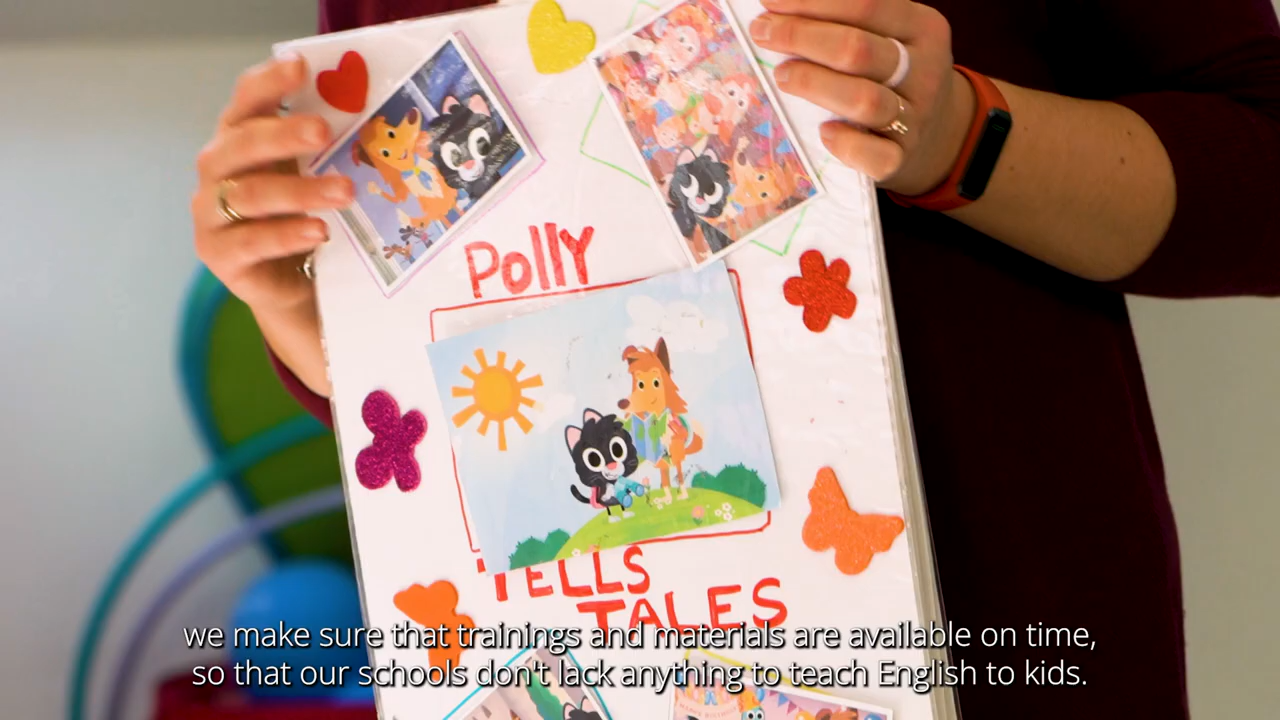 Polly
TELLS
TALES
we make sure that trainings and materials are available on time,
so that our schools don't lack anything to teach English to kids.